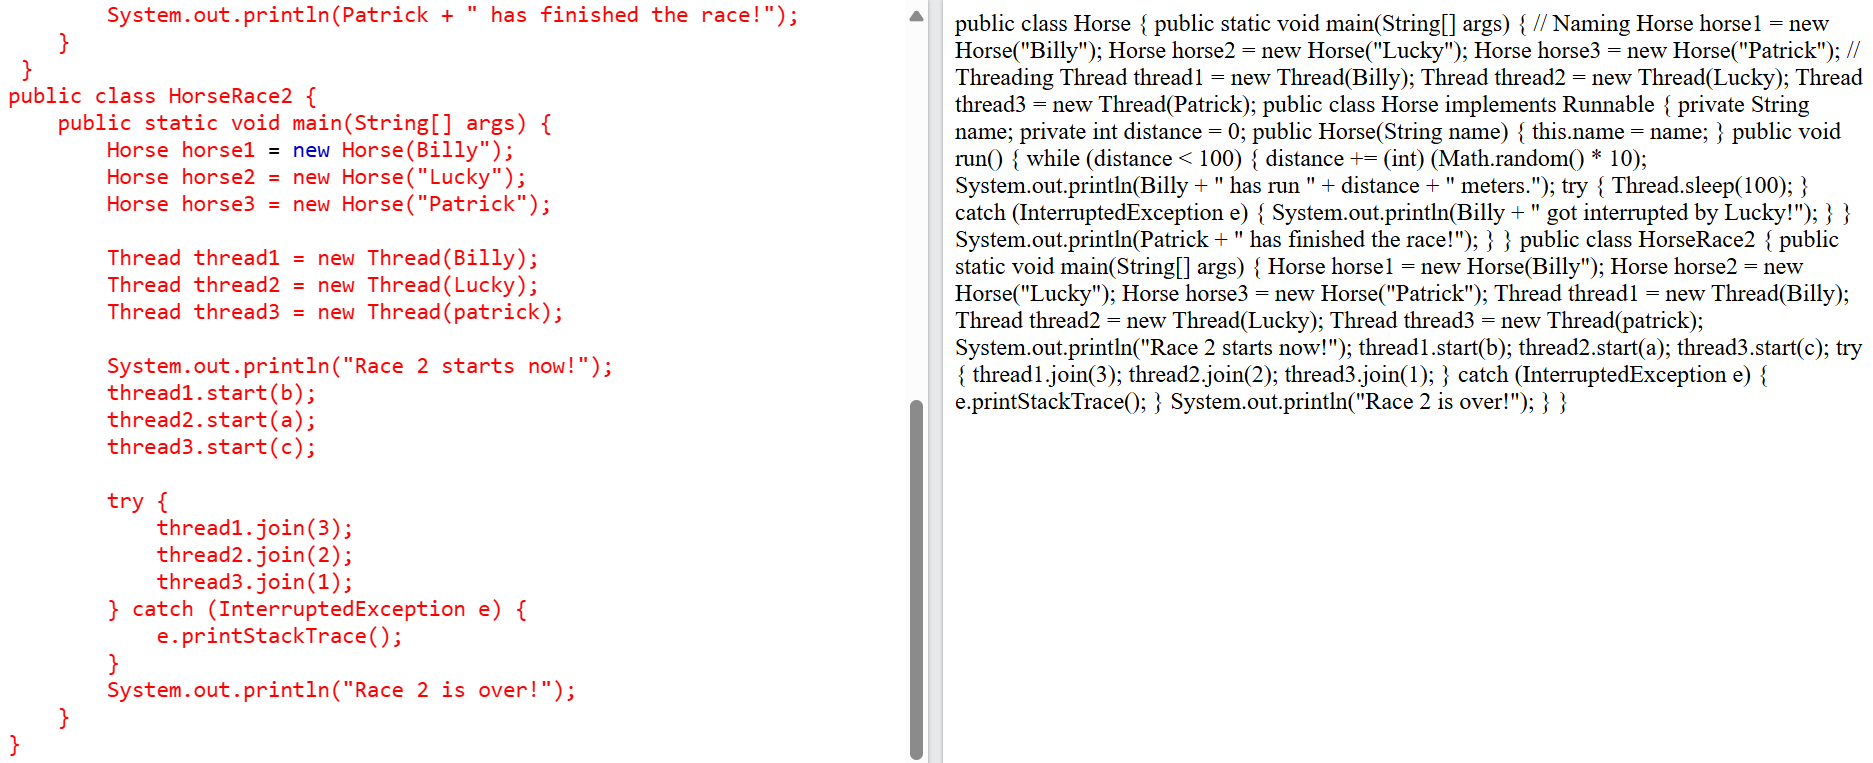 System.out.println(Patrick + " has finished the race!");
    }
 }
public class HorseRace2 {
    public static void main(String[] args) {
        Horse horse1 = new Horse(Billy");
        Horse horse2 = new Horse("Lucky");
        Horse horse3 = new Horse("Patrick");

        Thread thread1 = new Thread(Billy);
        Thread thread2 = new Thread(Lucky);
        Thread thread3 = new Thread(patrick);

        System.out.println("Race 2 starts now!");
        thread1.start(b);
        thread2.start(a);
        thread3.start(c);

        try {
            thread1.join(3);
            thread2.join(2);
            thread3.join(1);
        } catch (InterruptedException e) {
            e.printStackTrace();
        }
        System.out.println("Race 2 is over!");
    }
}
public class Horse { public static void main(String[] args) { // Naming Horse horse1 = new
Horse("Billy"); Horse horse2 = new Horse("Lucky"); Horse horse3 = new Horse("Patrick"); //
Threading Thread thread1 = new Thread(Billy); Thread thread2 = new Thread(Lucky); Thread
thread3 = new Thread(Patrick); public class Horse implements Runnable { private String
name; private int distance = 0; public Horse(String name) { this.name = name; } public void
run() { while (distance < 100) { distance += (int) (Math.random() * 10);
System.out.println(Billy + " has run " + distance + " meters."); try { Thread.sleep(100); }
catch (InterruptedException e) { System.out.println(Billy + " got interrupted by Lucky!"); } }
System.out.println(Patrick + " has finished the race!"); } } public class HorseRace2 { public
static void main(String[] args) { Horse horse1 = new Horse(Billy"); Horse horse2 = new
Horse("Lucky"); Horse horse3 = new Horse("Patrick"); Thread thread1 = new Thread(Billy);
Thread thread2 = new Thread(Lucky); Thread thread3 = new Thread(patrick);
System.out.println("Race 2 starts now!"); thread1.start(b); thread2.start(a); thread3.start(c); try
{ thread1.join(3); thread2.join(2); thread3.join(1); } catch (InterruptedException e) {
e.printStackTrace(); } System.out.println("Race 2 is over!"); } }